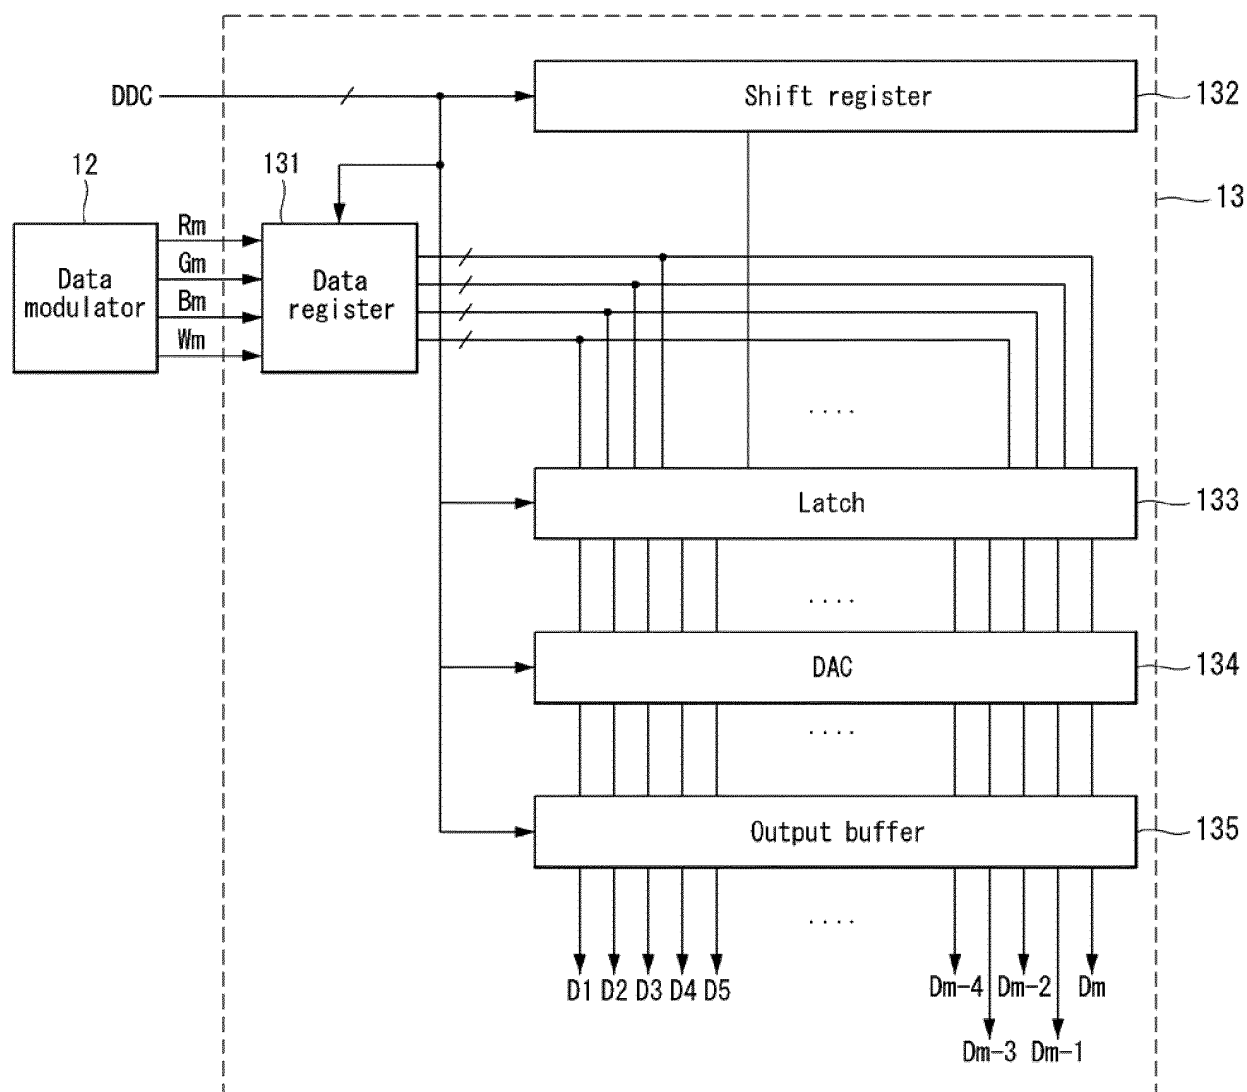 DDC
Shift register
132
12
131
13
Data
modulator
Rm
Gm
Bm
Wm
Data
register
....
Latch
133
....
DAC
134
....
Output buffer
135
....
D1 D2 D3 D4 D5
Dm-4 Dm-2 Dm
Dm-3 Dm-1